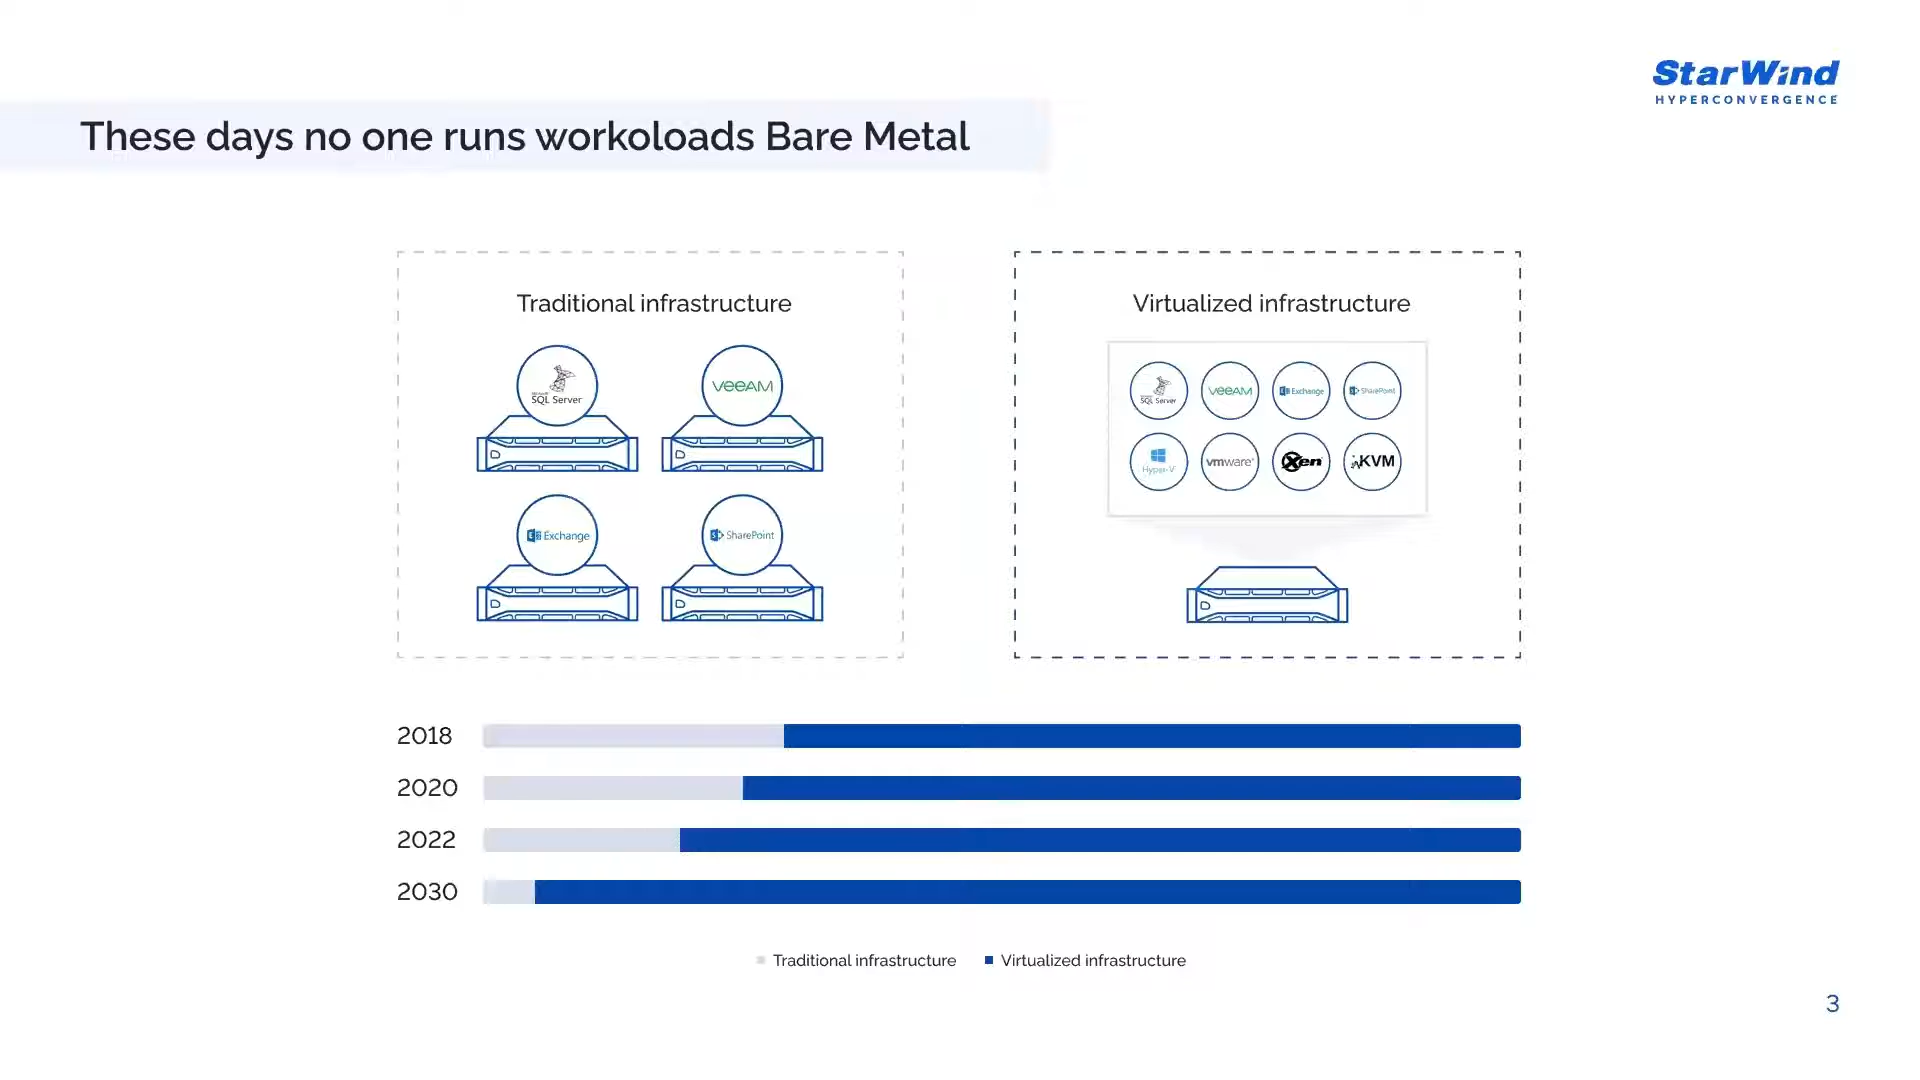 StarWind
HYPERCONVERGENCE
These days no one runs workoloads Bare Metal
Traditional infrastructure
SQL Server
veeam
Exchange
SharePoint
Virtualized infrastructure
SQL Server
veeam
Exchange
SharePoint
Hyper-V
vmware
Xen
KVM
2018
2020
2022
2030
Traditional infrastructure
Virtualized infrastructure
3